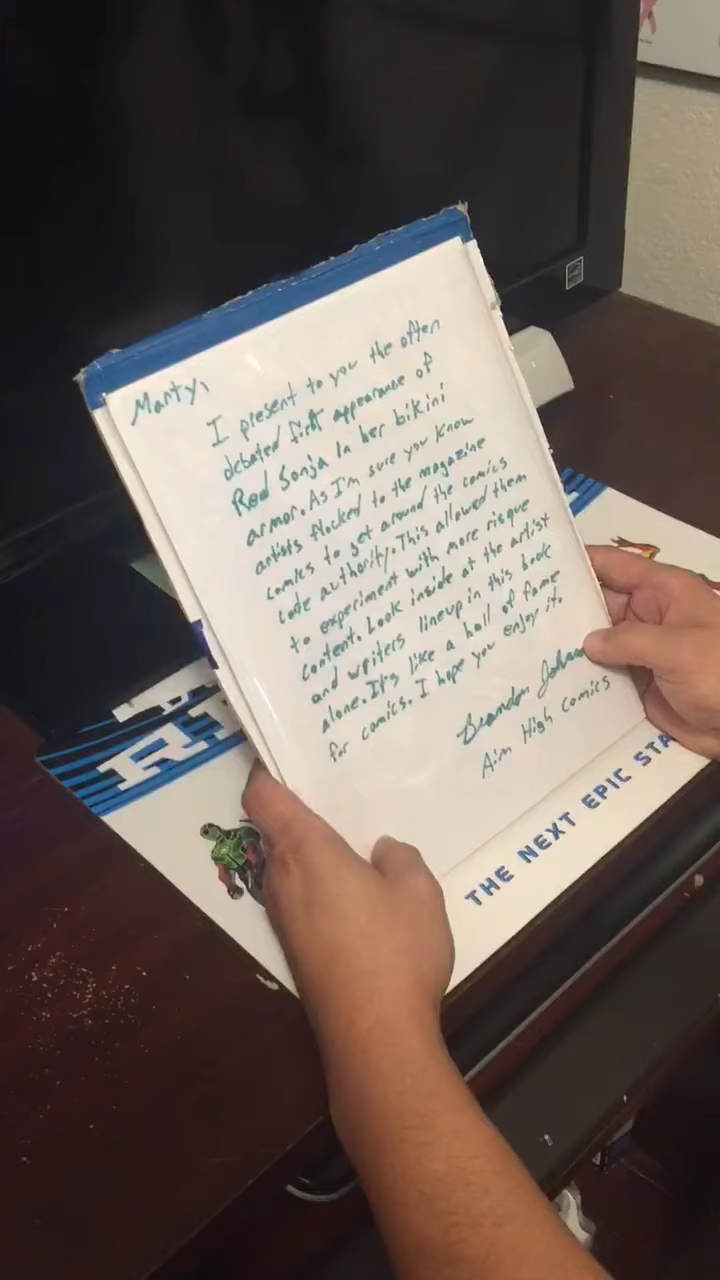 Marty,
I present to you the often
debated first appearance of
Red Sonja in her bikini
armor. As I'm sure you know
artists flocked to the magazine
comics to get around the comics
code authority. This allowed them
to experiment with more risque
content. Look inside at the artist
and writers lineup in this book
alone. It's like a hall of fame
for comics. I hope you enjoy it.
Brandon
Aim High Comics
THE NEXT EPIC STA